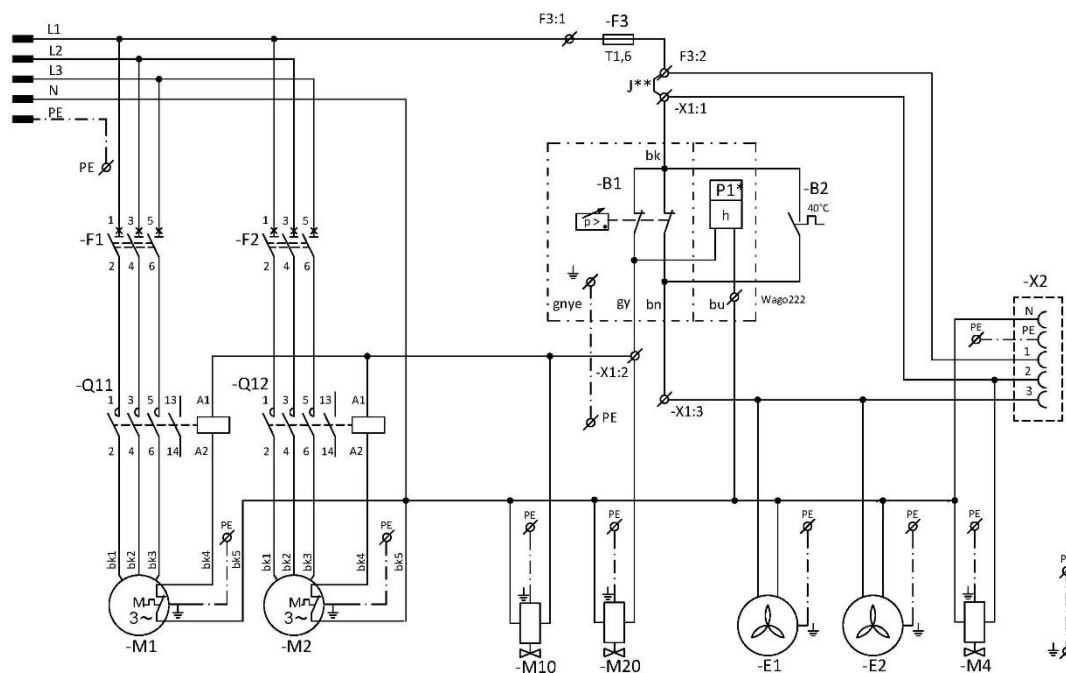 L1
L2
L3
N
PE
PE
F3:1
-F3
T1,6
F3:2
J**
-X1:1
bk
-B1
P1*
h
-B2
40°C
p>
gnye
gy
bn
bu
Wago222
-X2
N
PE
PE
1
2
3
1 3 5
-F1
2 4 6
1 3 5
-F2
2 4 6
-X1:2
PE
-X1:3
-Q11
1 3 5 13 A1
2 4 6 14 A2
-Q12
1 3 5 13 A1
2 4 6 14 A2
bk1 bk2 bk3 bk4 PE bk5
M
3~
-M1
bk1 bk2 bk3 bk4 PE bk5
M
3~
-M2
PE
-M10
PE
-M20
PE
-E1
PE
-E2
PE
-M4